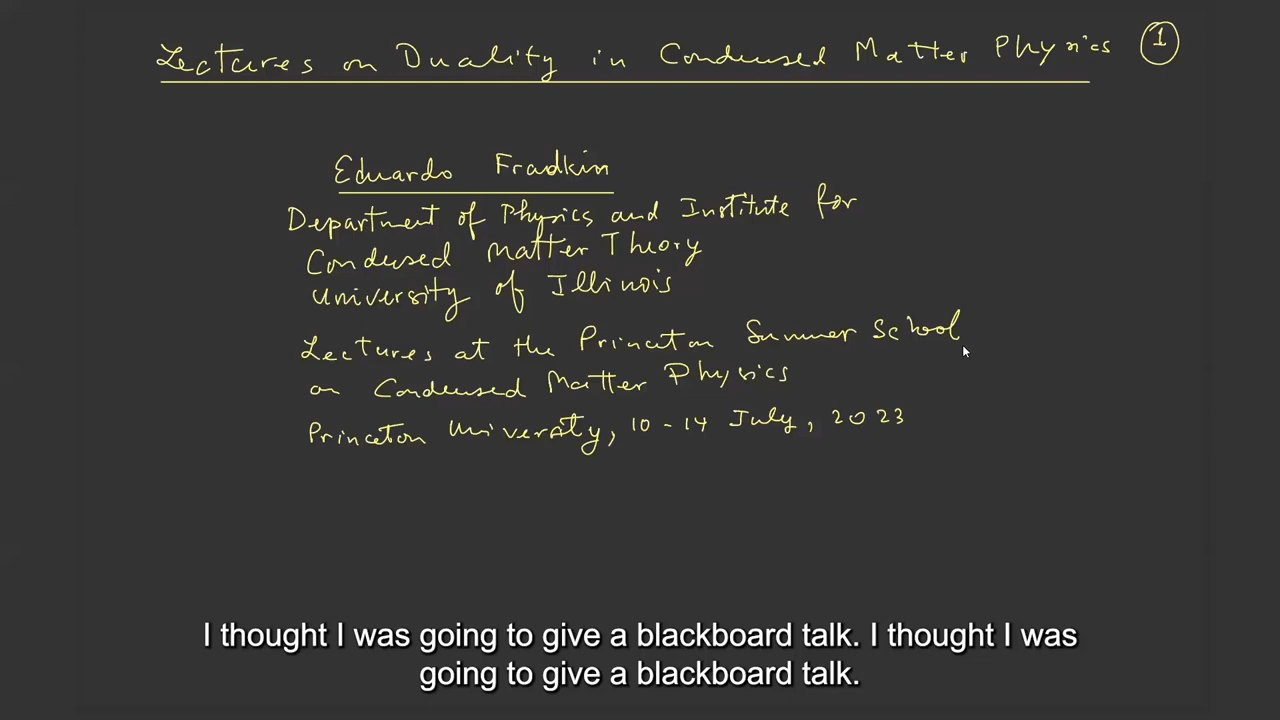 Lectures on Duality in Condensed Matter Physics 1
Eduardo Fradkin
Department of Physics and Institute for
Condensed Matter Theory
University of Illinois
Lectures at the Princeton Summer School
on Condensed Matter Physics
Princeton University, 10-14 July, 2023
I thought I was going to give a blackboard talk. I thought I was
going to give a blackboard talk.